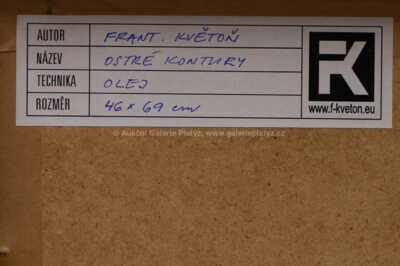 AUTOR FRANT. KVĚTOŇ
NÁZEV OSTRÉ KONTURY
TECHNIKA OLEJ
ROZMĚR 46 x 69 cm
FK
www.f-kveton.eu
© Aukční Galerie Platýz, www.galerieplatyz.cz